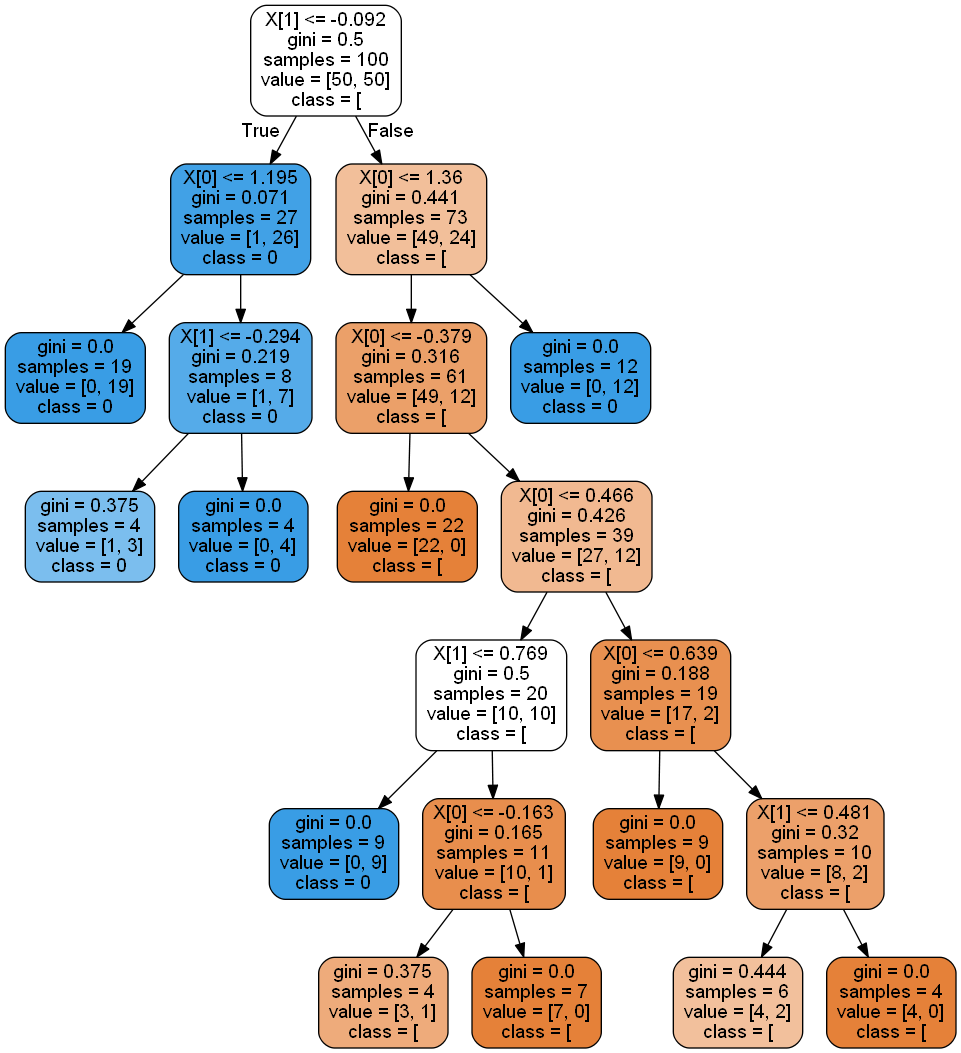 X[1] <= -0.092
gini = 0.5
samples = 100
value = [50, 50]
class = [
True
False
X[0] <= 1.195
gini = 0.071
samples = 27
value = [1, 26]
class = 0
X[0] <= 1.36
gini = 0.441
samples = 73
value = [49, 24]
class = [
gini = 0.0
samples = 19
value = [0, 19]
class = 0
X[1] <= -0.294
gini = 0.219
samples = 8
value = [1, 7]
class = 0
X[0] <= -0.379
gini = 0.316
samples = 61
value = [49, 12]
class = [
gini = 0.0
samples = 12
value = [0, 12]
class = 0
gini = 0.375
samples = 4
value = [1, 3]
class = 0
gini = 0.0
samples = 4
value = [0, 4]
class = 0
gini = 0.0
samples = 22
value = [22, 0]
class = [
X[0] <= 0.466
gini = 0.426
samples = 39
value = [27, 12]
class = [
X[1] <= 0.769
gini = 0.5
samples = 20
value = [10, 10]
class = [
X[0] <= 0.639
gini = 0.188
samples = 19
value = [17, 2]
class = [
gini = 0.0
samples = 9
value = [0, 9]
class = 0
X[0] <= -0.163
gini = 0.165
samples = 11
value = [10, 1]
class = [
gini = 0.0
samples = 9
value = [9, 0]
class = [
X[1] <= 0.481
gini = 0.32
samples = 10
value = [8, 2]
class = [
gini = 0.375
samples = 4
value = [3, 1]
class = [
gini = 0.0
samples = 7
value = [7, 0]
class = [
gini = 0.444
samples = 6
value = [4, 2]
class = [
gini = 0.0
samples = 4
value = [4, 0]
class = [